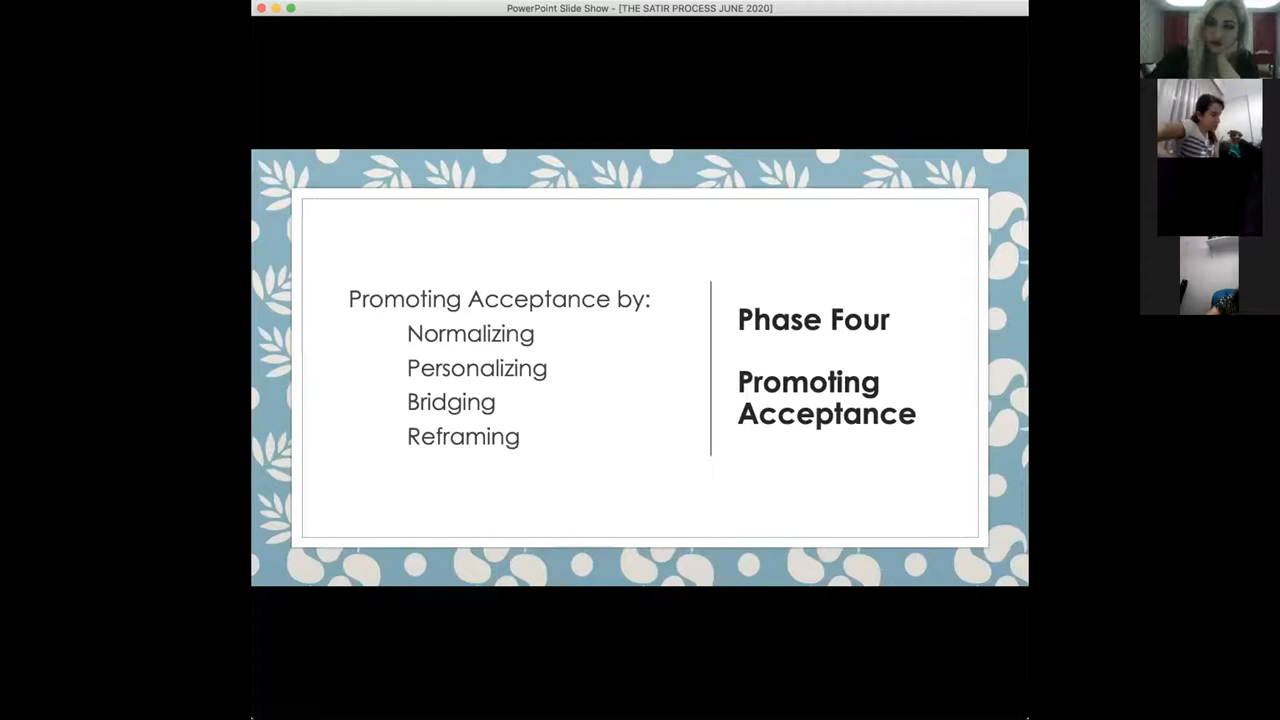 PowerPoint Slide Show - [THE SATIR PROCESS JUNE 2020]
Promoting Acceptance by:
Normalizing
Personalizing
Bridging
Reframing
Phase Four
Promoting
Acceptance